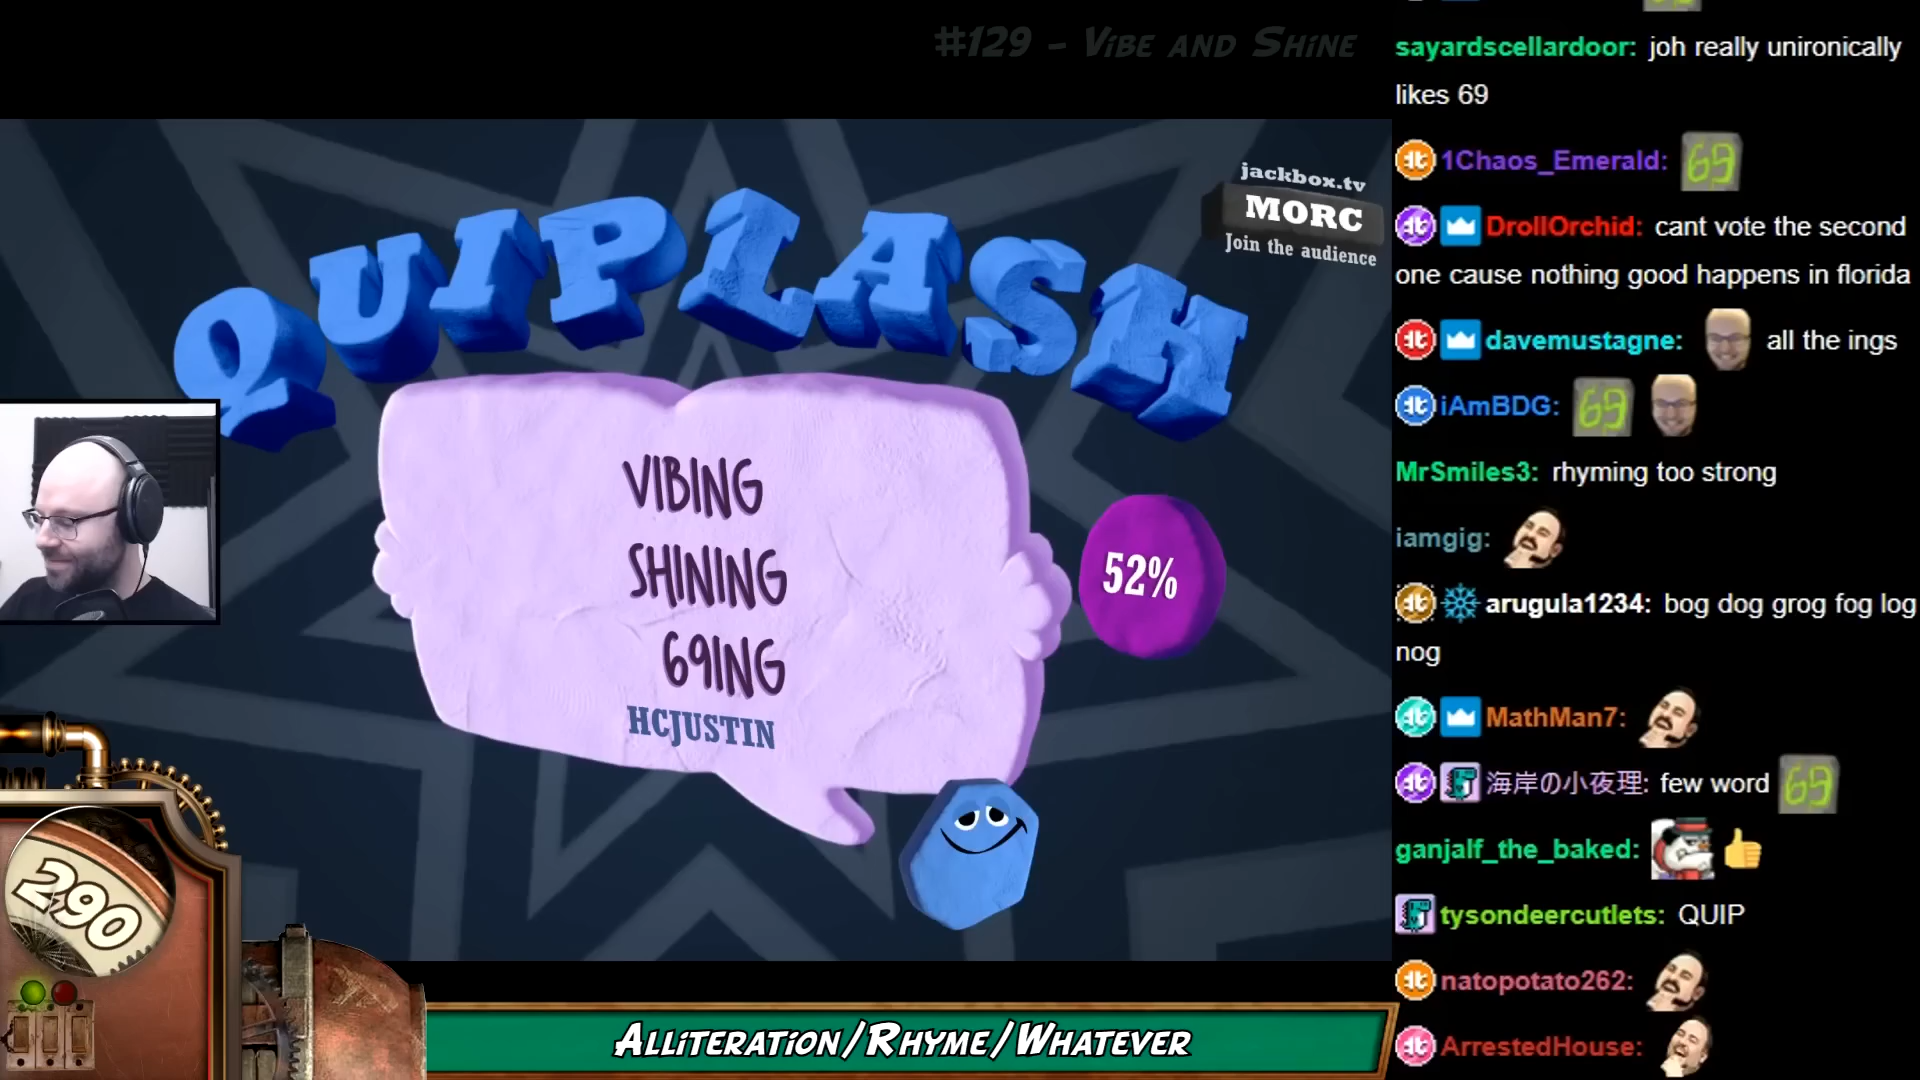 #129 - Vibe and Shine
jackbox.tv
MORC
Join the audience
QUIPLASH
VIBING
SHINING
69ING
HCJUSTIN
52%
290
Alliteration/Rhyme/Whatever
sayardscellardoor: joh really unironically
likes 69
1Chaos_Emerald: 69
DrollOrchid: cant vote the second
one cause nothing good happens in florida
davemustagne: all the ings
iAmBDG: 69
MrSmiles3: rhyming too strong
iamgig:
arugula1234: bog dog grog fog log
nog
MathMan7:
海岸の小夜理: few word 69
ganjalf_the_baked:
tysondeercutlets: QUIP
natopotato262:
ArrestedHouse: